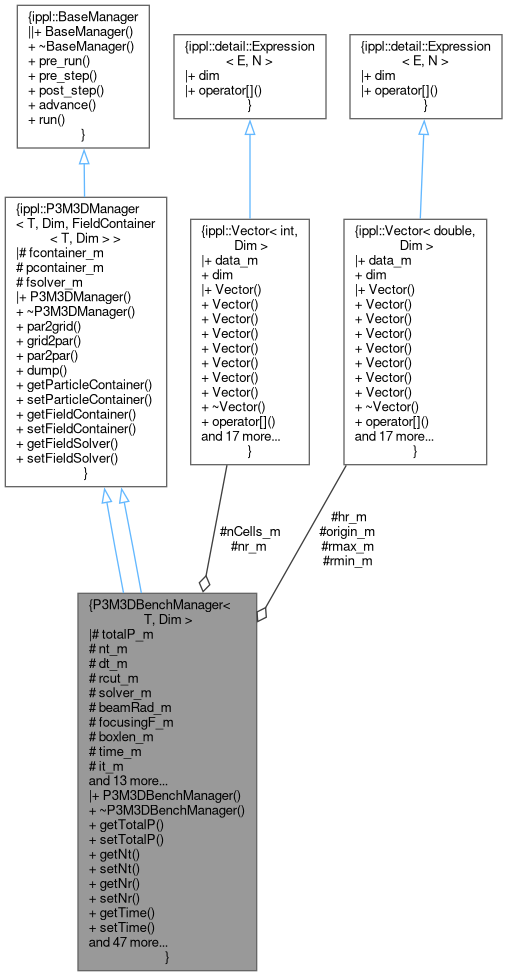 {ippl::BaseManager
||+ BaseManager()
+ ~BaseManager()
+ pre_run()
+ pre_step()
+ post_step()
+ advance()
+ run()
}
{ippl::detail::Expression
< E, N >
|+ dim
|+ operator[]()
}
{ippl::detail::Expression
< E, N >
|+ dim
|+ operator[]()
}
{ippl::P3M3DManager
< T, Dim, FieldContainer
< T, Dim > >
|# fcontainer_m
# pcontainer_m
# fsolver_m
|+ P3M3DManager()
+ ~P3M3DManager()
+ par2grid()
+ grid2par()
+ par2par()
+ dump()
+ getParticleContainer()
+ setParticleContainer()
+ getFieldContainer()
+ setFieldContainer()
+ getFieldSolver()
+ setFieldSolver()
}
{ippl::Vector< int,
Dim >
|+ data_m
+ dim
|+ Vector()
+ Vector()
+ Vector()
+ Vector()
+ Vector()
+ Vector()
+ Vector()
+ Vector()
+ ~Vector()
+ operator[]()
and 17 more...
}
{ippl::Vector< double,
Dim >
|+ data_m
+ dim
|+ Vector()
+ Vector()
+ Vector()
+ Vector()
+ Vector()
+ Vector()
+ Vector()
+ Vector()
+ ~Vector()
+ operator[]()
and 17 more...
}
#nCells_m
#nr_m
#hr_m
#origin_m
#rmax_m
#rmin_m
{P3M3DBenchManager<
T, Dim >
|# totalP_m
# nt_m
# dt_m
# rcut_m
# solver_m
# beamRad_m
# focusingF_m
# boxlen_m
# time_m
# it_m
and 13 more...
|+ P3M3DBenchManager()
+ ~P3M3DBenchManager()
+ getTotalP()
+ setTotalP()
+ getNt()
+ setNt()
+ getNr()
+ setNr()
+ getTime()
+ setTime()
and 47 more...
}